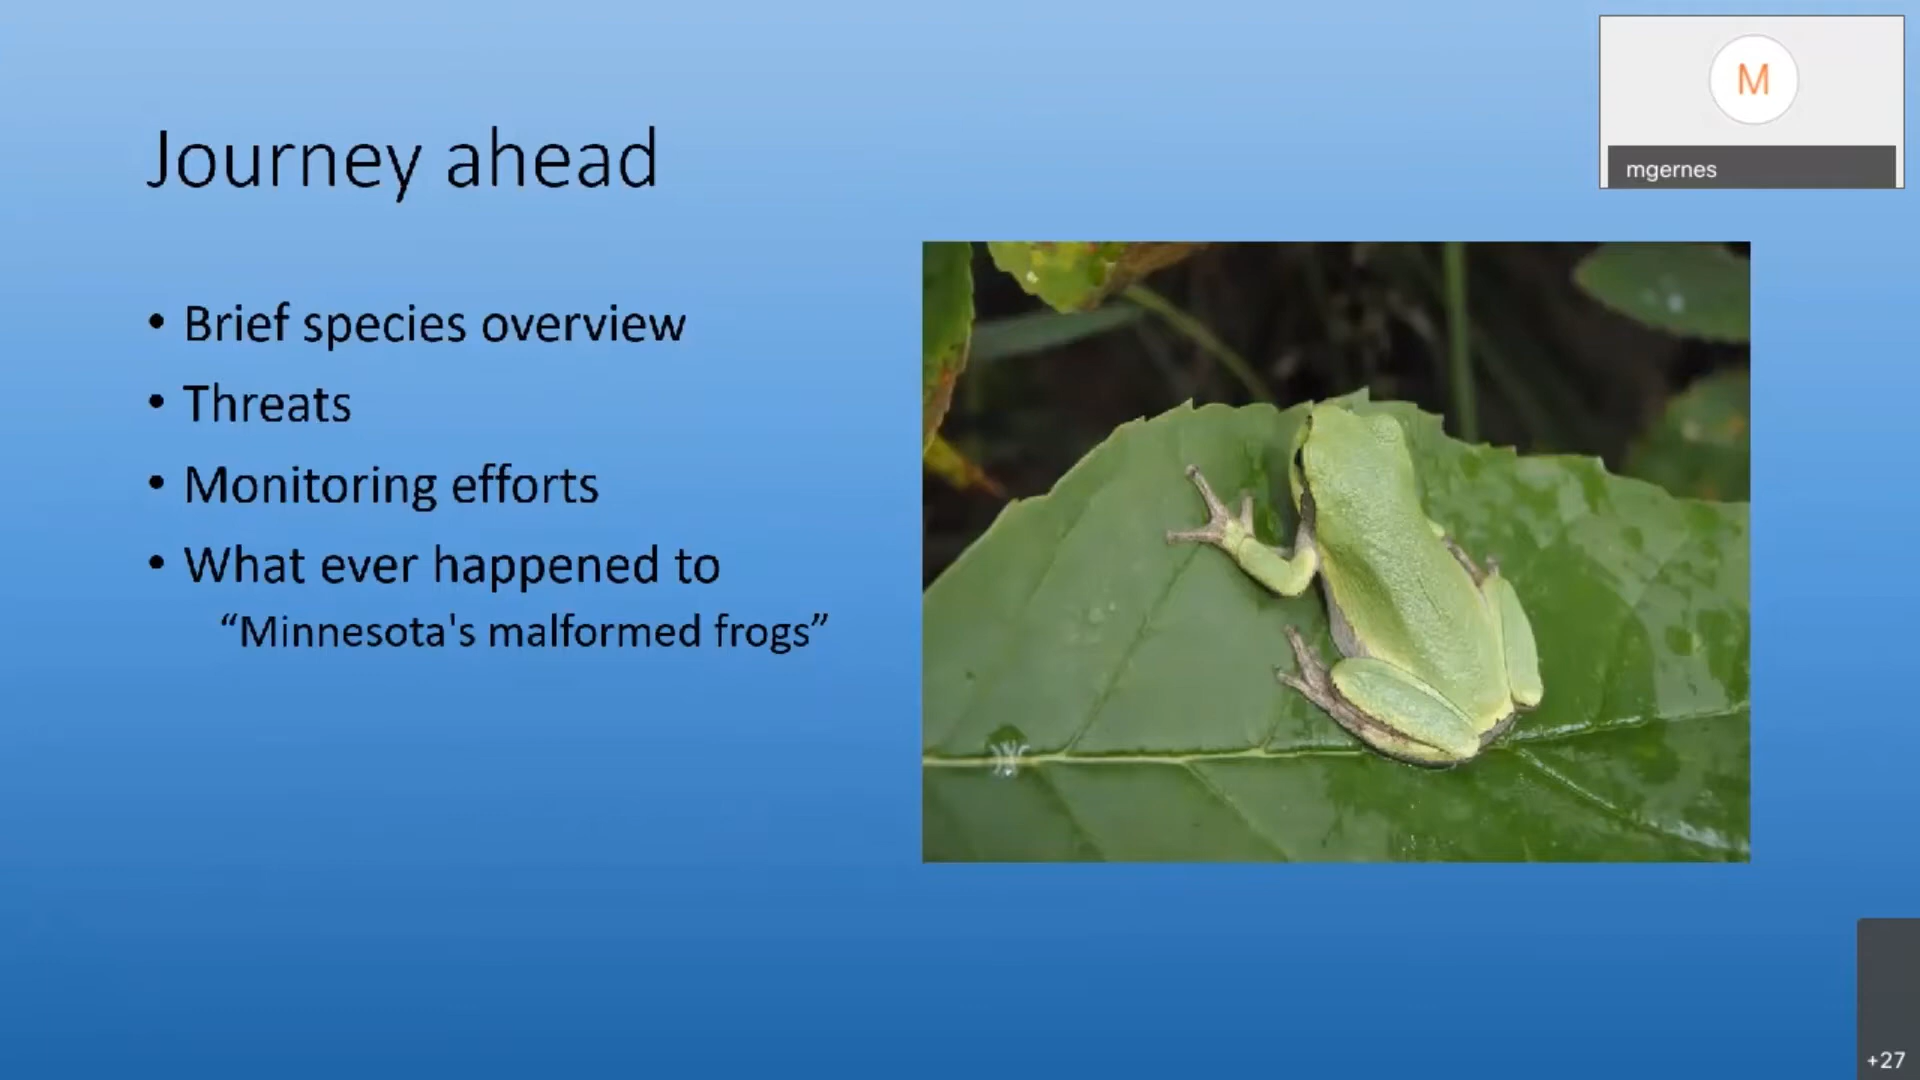 Journey ahead
• Brief species overview
• Threats
• Monitoring efforts
• What ever happened to
“Minnesota's malformed frogs”
M
mgernes
+27